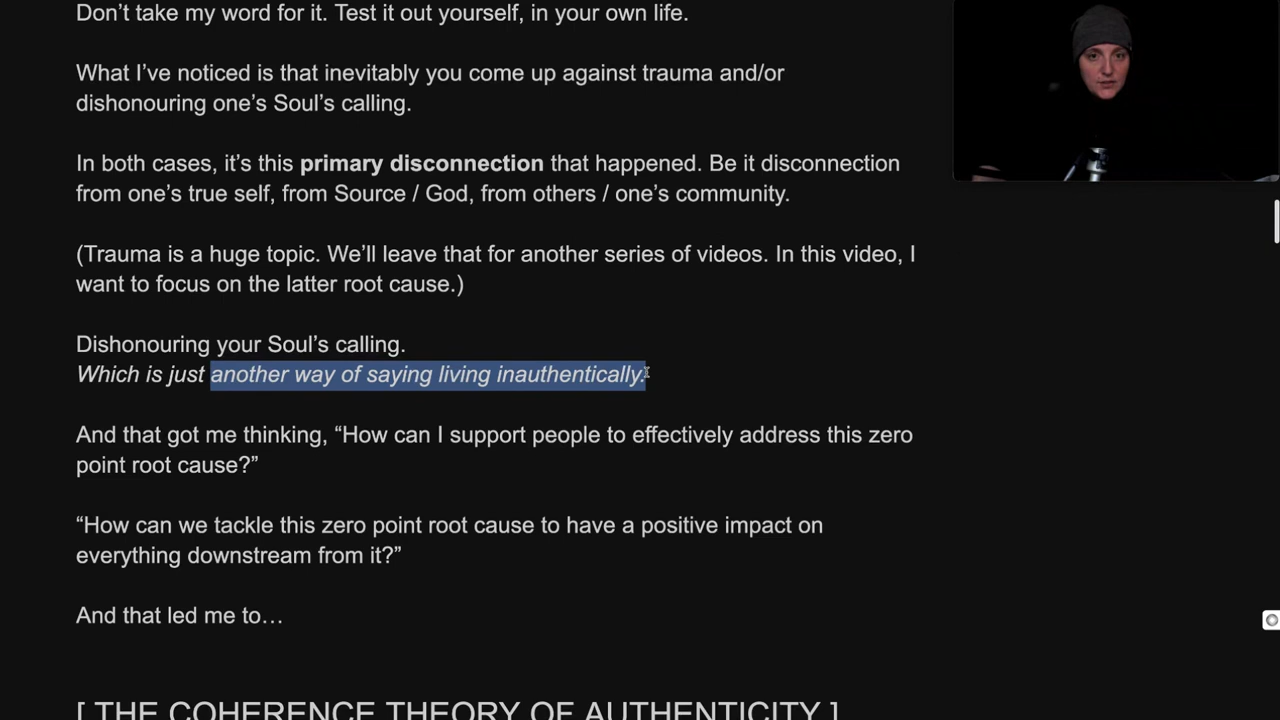 Don’t take my word for it. Test it out yourself, in your own life.
What I’ve noticed is that inevitably you come up against trauma and/or
dishonouring one’s Soul’s calling.
In both cases, it’s this primary disconnection that happened. Be it disconnection
from one’s true self, from Source / God, from others / one’s community.
(Trauma is a huge topic. We’ll leave that for another series of videos. In this video, I
want to focus on the latter root cause.)
Dishonouring your Soul’s calling.
Which is just another way of saying living inauthentically.
And that got me thinking, “How can I support people to effectively address this zero
point root cause?”
“How can we tackle this zero point root cause to have a positive impact on
everything downstream from it?”
And that led me to…
[ THE COHERENCE THEORY OF AUTHENTICITY ]